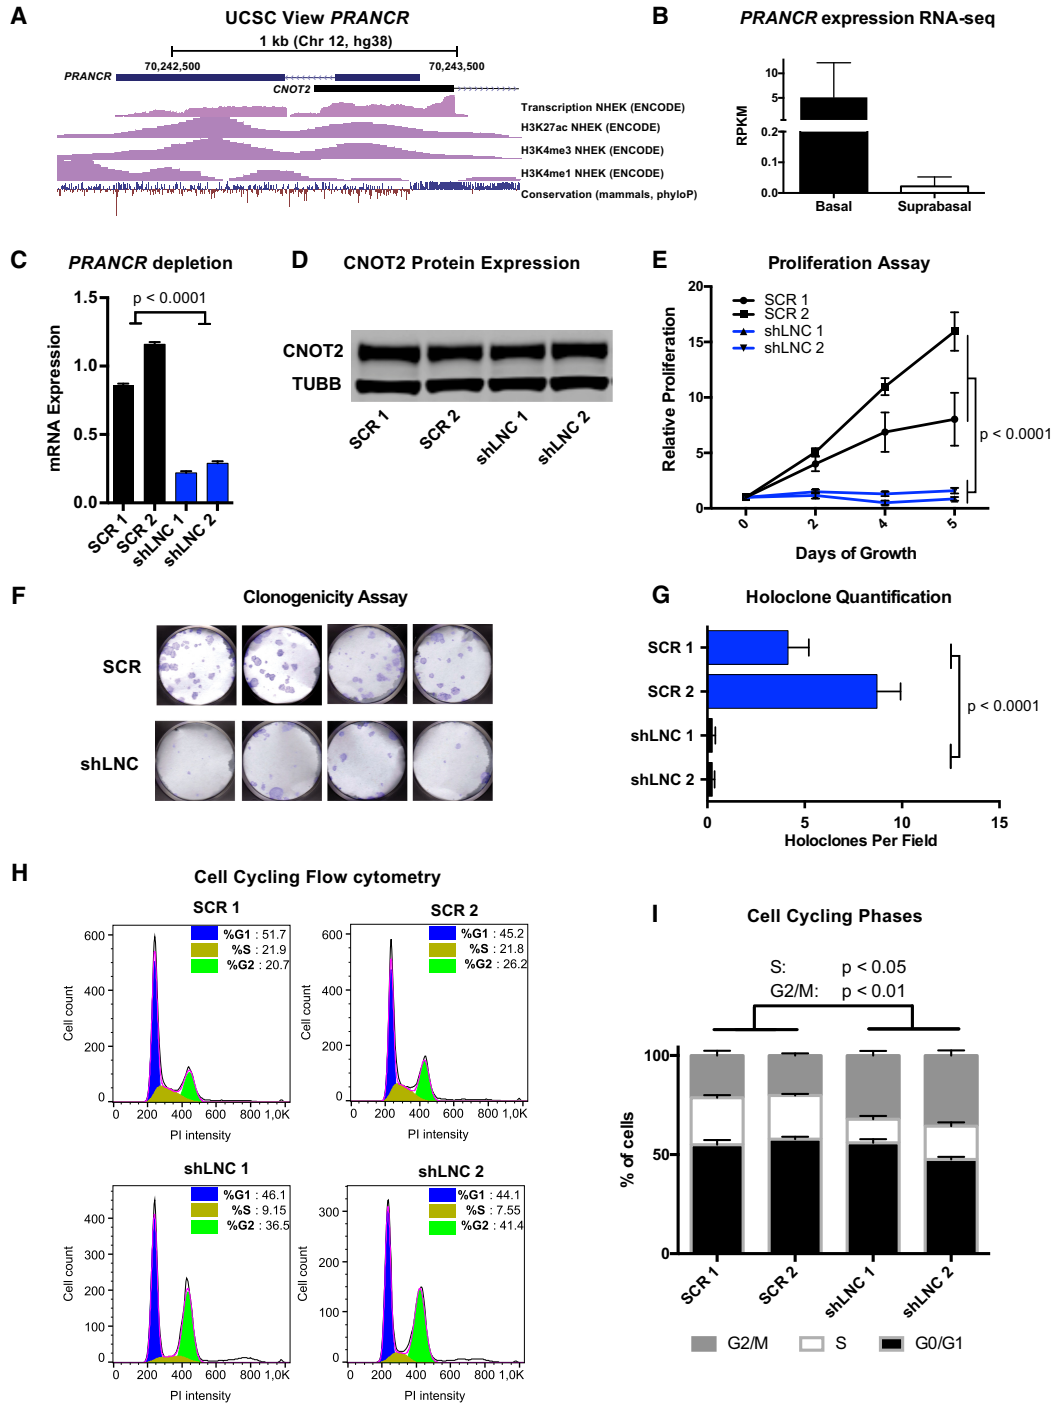 A
UCSC View PRANCR
1 kb (Chr 12, hg38)
70,242,500
70,243,500
PRANCR
CNOT2
Transcription NHEK (ENCODE)
H3K27ac NHEK (ENCODE)
H3K4me3 NHEK (ENCODE)
H3K4me1 NHEK (ENCODE)
Conservation (mammals, phyloP)
B
PRANCR expression RNA-seq
RPKM
10
5
0.2
0.1
0.0
Basal
Suprabasal
C
PRANCR depletion
p < 0.0001
mRNA Expression
1.5
1.0
0.5
0.0
SCR 1
SCR 2
shLNC 1
shLNC 2
D
CNOT2 Protein Expression
CNOT2
TUBB
SCR 1
SCR 2
shLNC 1
shLNC 2
E
Proliferation Assay
Relative Proliferation
20
15
10
5
0
SCR 1
SCR 2
shLNC 1
shLNC 2
p < 0.0001
0
2
4
5
Days of Growth
F
Clonogenicity Assay
SCR
shLNC
G
Holoclone Quantification
SCR 1
SCR 2
shLNC 1
shLNC 2
p < 0.0001
0
5
10
15
Holoclones Per Field
H
Cell Cycling Flow cytometry
SCR 1
%G1 : 51.7
%S : 21.9
%G2 : 20.7
Cell count
600
400
200
0
0 200 400 600 800 1,0K
PI intensity
SCR 2
%G1 : 45.2
%S : 21.8
%G2 : 26.2
Cell count
600
400
200
0
0 200 400 600 800 1,0K
PI intensity
shLNC 1
%G1 : 46.1
%S : 9.15
%G2 : 36.5
Cell count
400
300
200
100
0
0 200 400 600 800 1,0K
PI intensity
shLNC 2
%G1 : 44.1
%S : 7.55
%G2 : 41.4
Cell count
300
200
100
0
0 200 400 600 800 1,0K
PI intensity
I
Cell Cycling Phases
S: p < 0.05
G2/M: p < 0.01
% of cells
100
50
0
SCR 1
SCR 2
shLNC 1
shLNC 2
G2/M
S
G0/G1